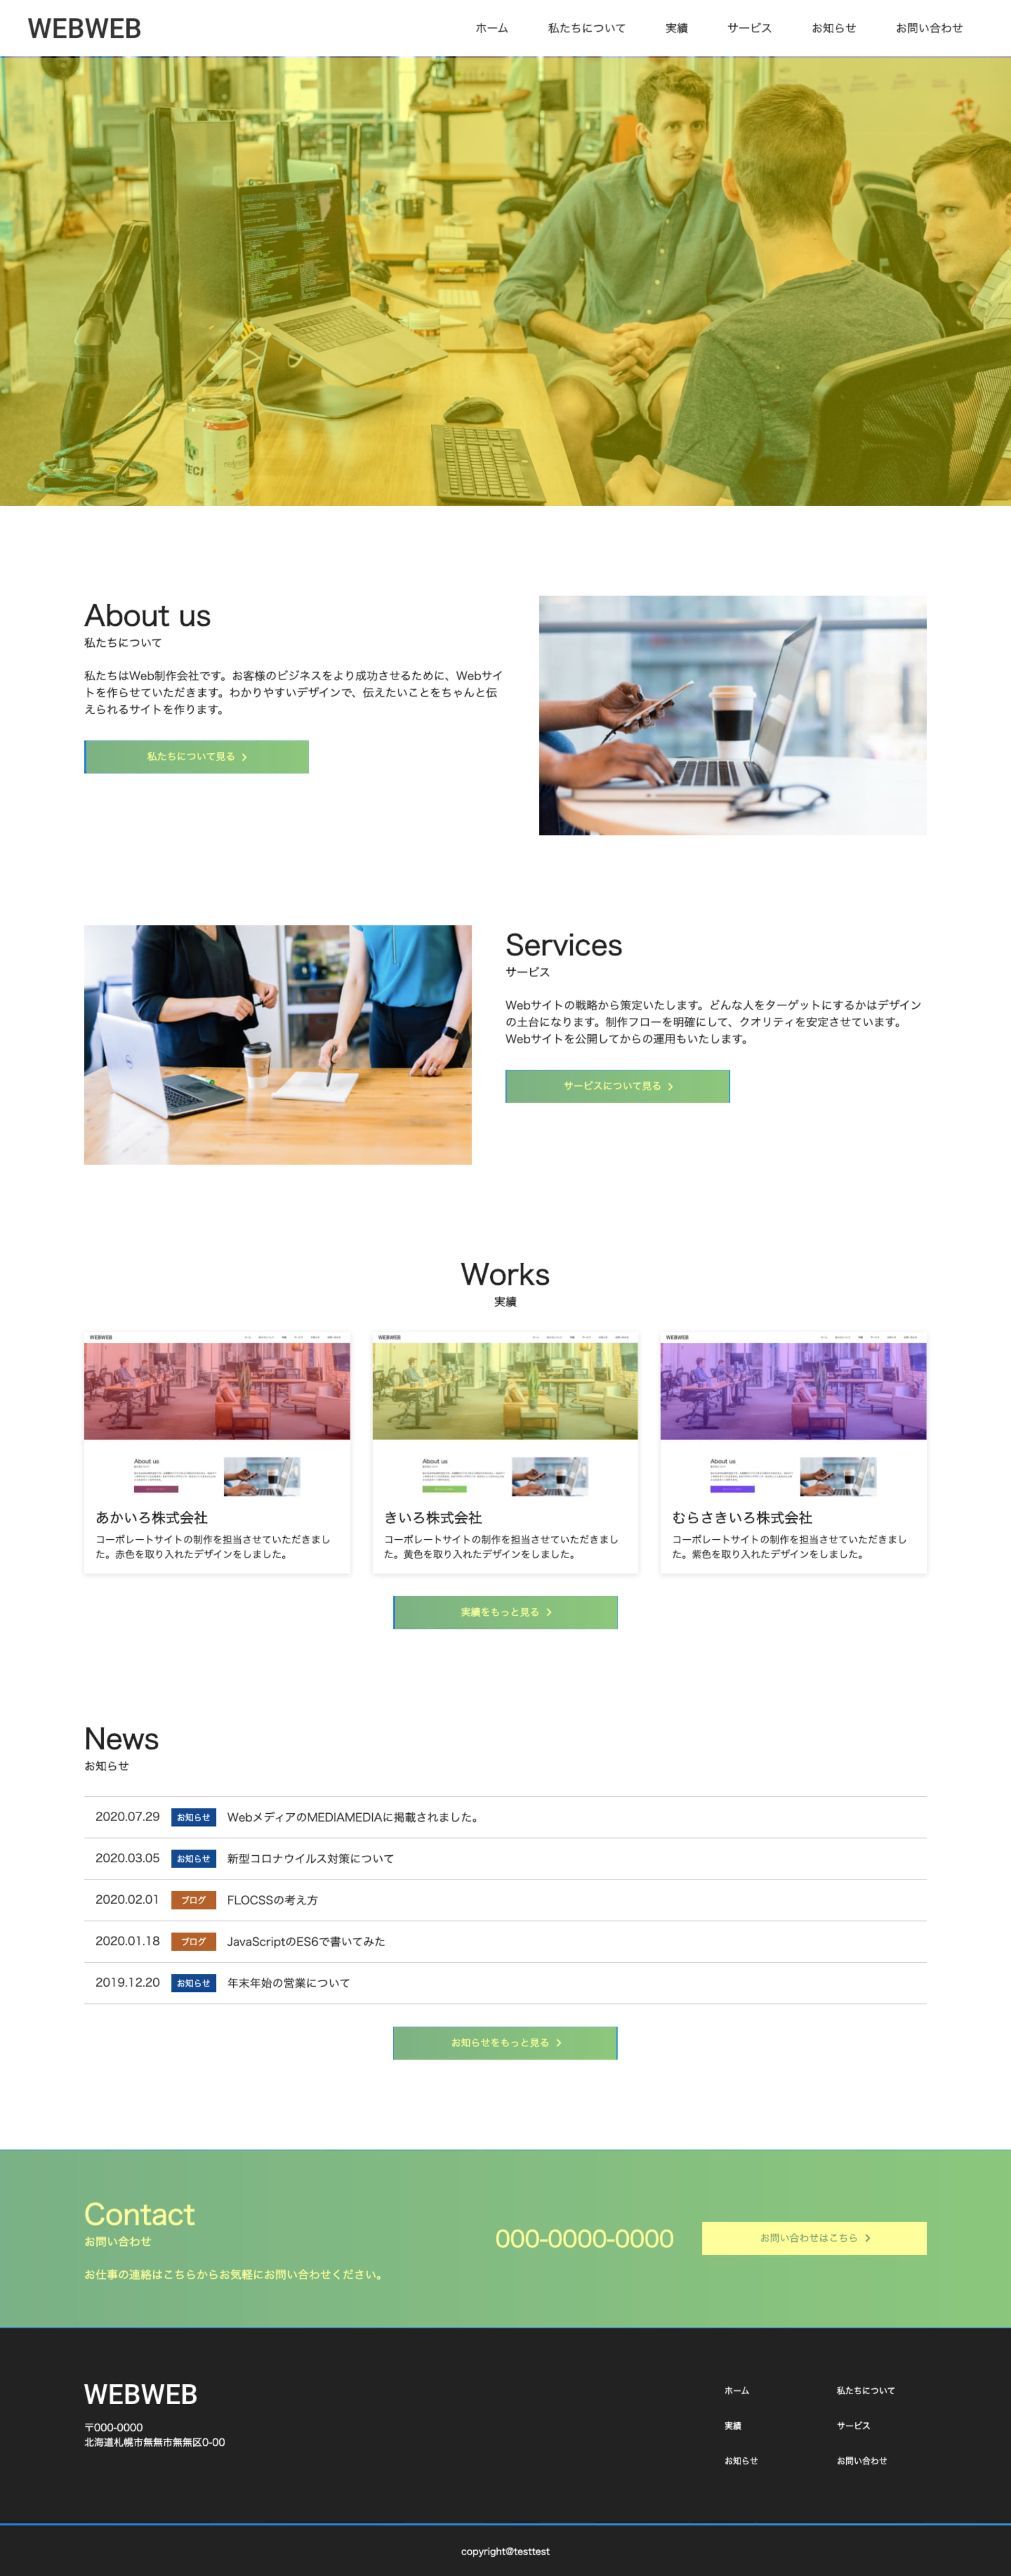 WEBWEB
ホーム 私たちについて 実績 サービス お知らせ お問い合わせ
About us
私たちについて
私たちはWeb制作会社です。お客様のビジネスをより成功させるために、Webサイ
トを作らせていただきます。わかりやすいデザインで、伝えたいことをちゃんと伝
えられるサイトを作ります。
私たちについて見る
Services
サービス
Webサイトの戦略から策定いたします。どんな人をターゲットにするかはデザイン
の土台になります。制作フローを明確にして、クオリティを安定させています。
Webサイトを公開してからの運用もいたします。
サービスについて見る
Works
実績
WEBWEB
About us
あかいろ株式会社
コーポレートサイトの制作を担当させていただきまし
た。赤色を取り入れたデザインをしました。
WEBWEB
About us
きいろ株式会社
コーポレートサイトの制作を担当させていただきまし
た。黄色を取り入れたデザインをしました。
WEBWEB
About us
むらさきいろ株式会社
コーポレートサイトの制作を担当させていただきまし
た。紫色を取り入れたデザインをしました。
実績をもっと見る
News
お知らせ
2020.07.29 お知らせ WebメディアのMEDIAMEDIAに掲載されました。
2020.03.05 お知らせ 新型コロナウイルス対策について
2020.02.01 ブログ FLOCSSの考え方
2020.01.18 ブログ JavaScriptのES6で書いてみた
2019.12.20 お知らせ 年末年始の営業について
お知らせをもっと見る
Contact
お問い合わせ
お仕事の連絡はこちらからお気軽にお問い合わせください。
000-0000-0000
お問い合わせはこちら
WEBWEB
〒000-0000
北海道札幌市無無市無無区0-00
ホーム 私たちについて
実績 サービス
お知らせ お問い合わせ
copyright@testtest